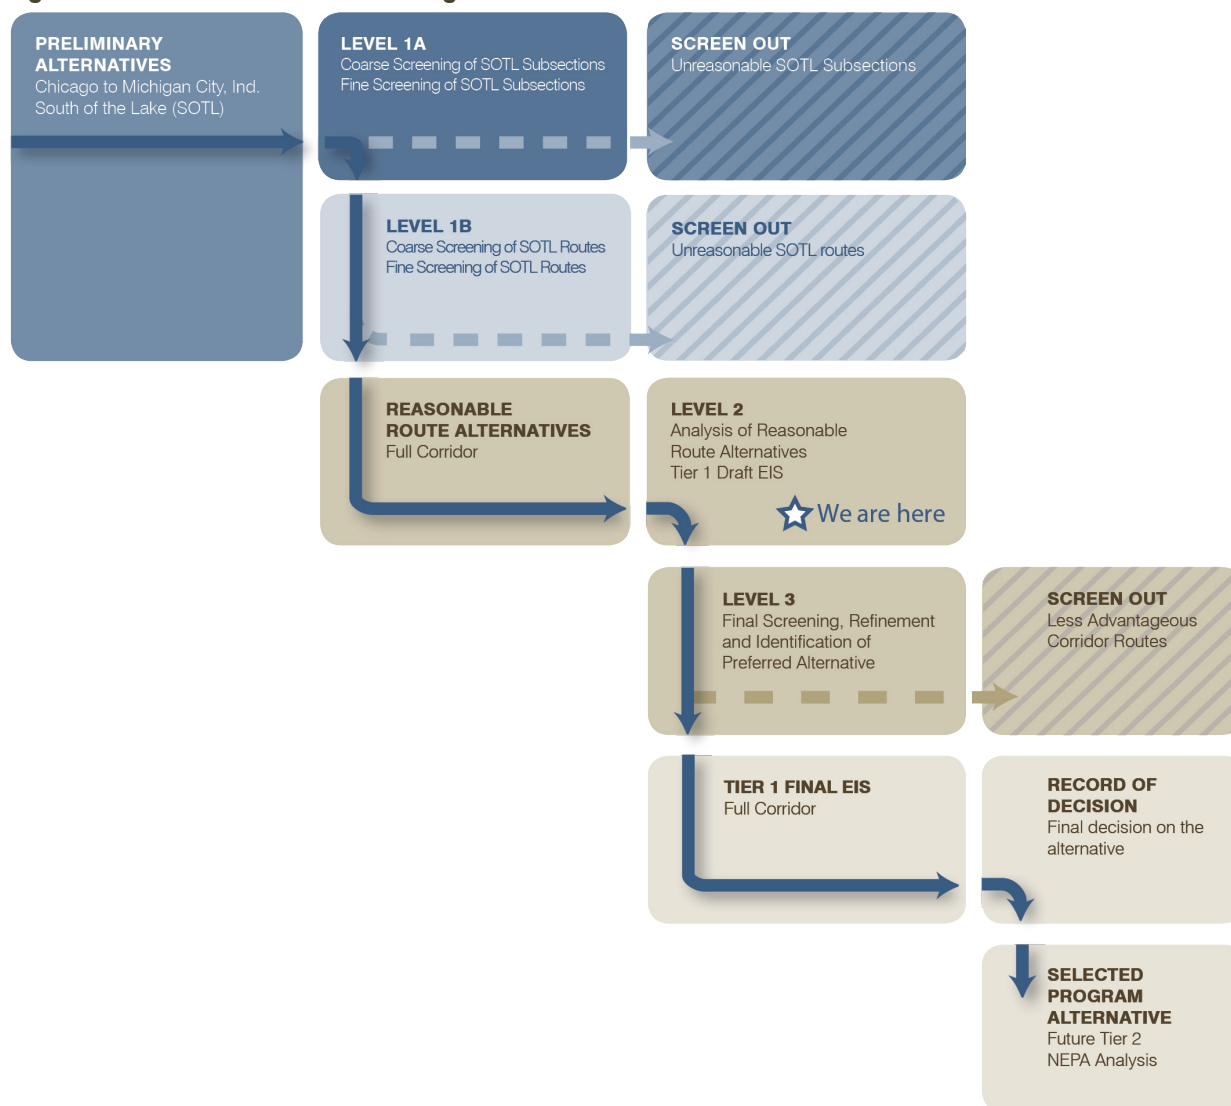 PRELIMINARY
ALTERNATIVES
Chicago to Michigan City, Ind.
South of the Lake (SOTL)
LEVEL 1A
Coarse Screening of SOTL Subsections
Fine Screening of SOTL Subsections
SCREEN OUT
Unreasonable SOTL Subsections
LEVEL 1B
Coarse Screening of SOTL Routes
Fine Screening of SOTL Routes
SCREEN OUT
Unreasonable SOTL routes
REASONABLE
ROUTE ALTERNATIVES
Full Corridor
LEVEL 2
Analysis of Reasonable
Route Alternatives
Tier 1 Draft EIS
We are here
LEVEL 3
Final Screening, Refinement
and Identification of
Preferred Alternative
SCREEN OUT
Less Advantageous
Corridor Routes
TIER 1 FINAL EIS
Full Corridor
RECORD OF
DECISION
Final decision on the
alternative
SELECTED
PROGRAM
ALTERNATIVE
Future Tier 2
NEPA Analysis